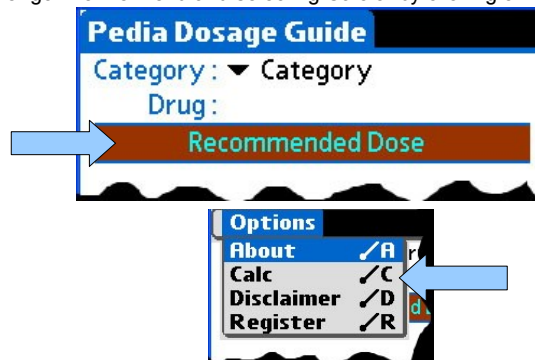 Pedia Dosage Guide
Category : ▼ Category
Drug :
Recommended Dose
Options
About ⁄A
Calc ⁄C
Disclaimer ⁄D
Register ⁄R